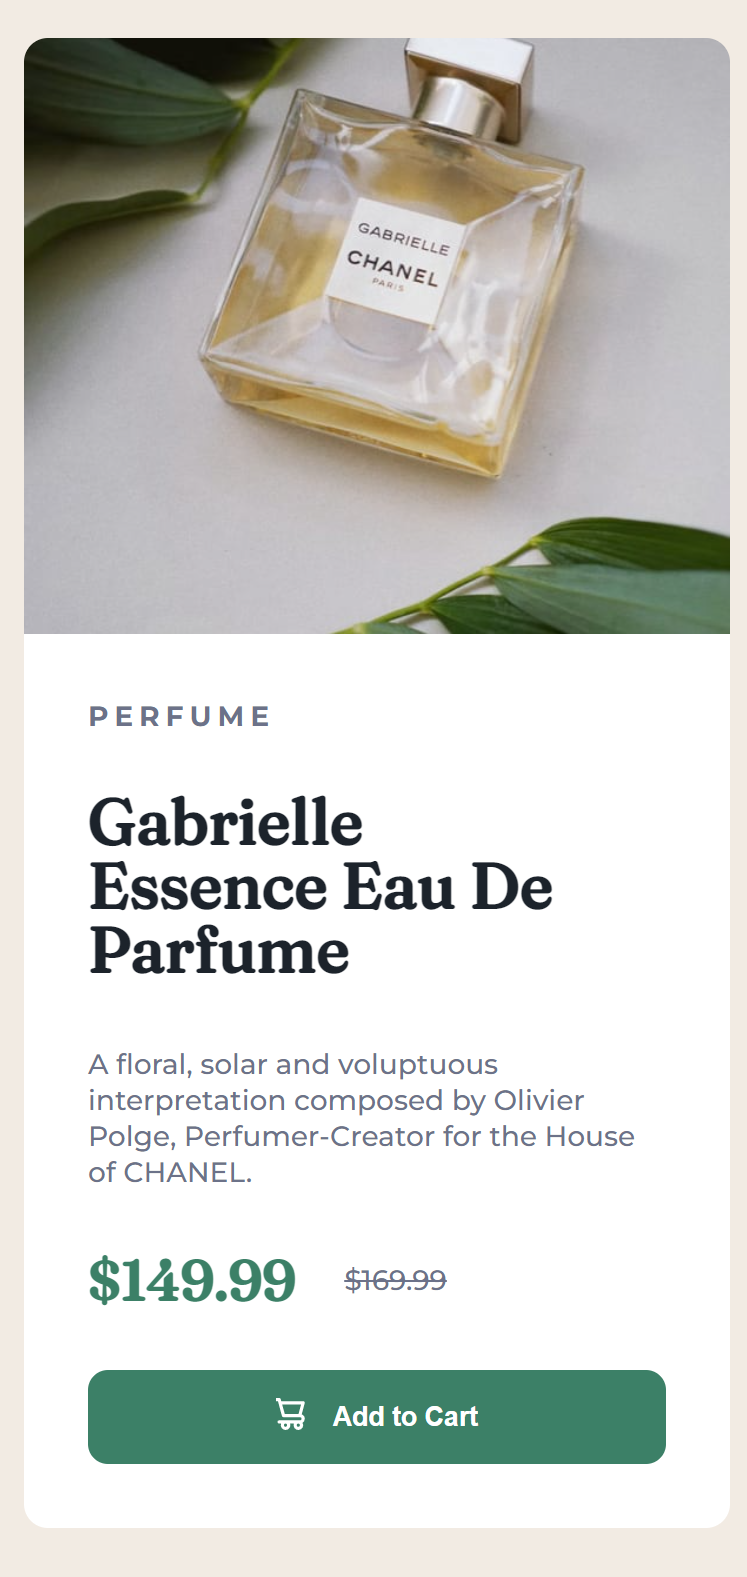 GABRIELLE
CHANEL
PARIS
PERFUME
Gabrielle
Essence Eau De
Parfume
A floral, solar and voluptuous
interpretation composed by Olivier
Polge, Perfumer-Creator for the House
of CHANEL.
$149.99 $169.99
Add to Cart